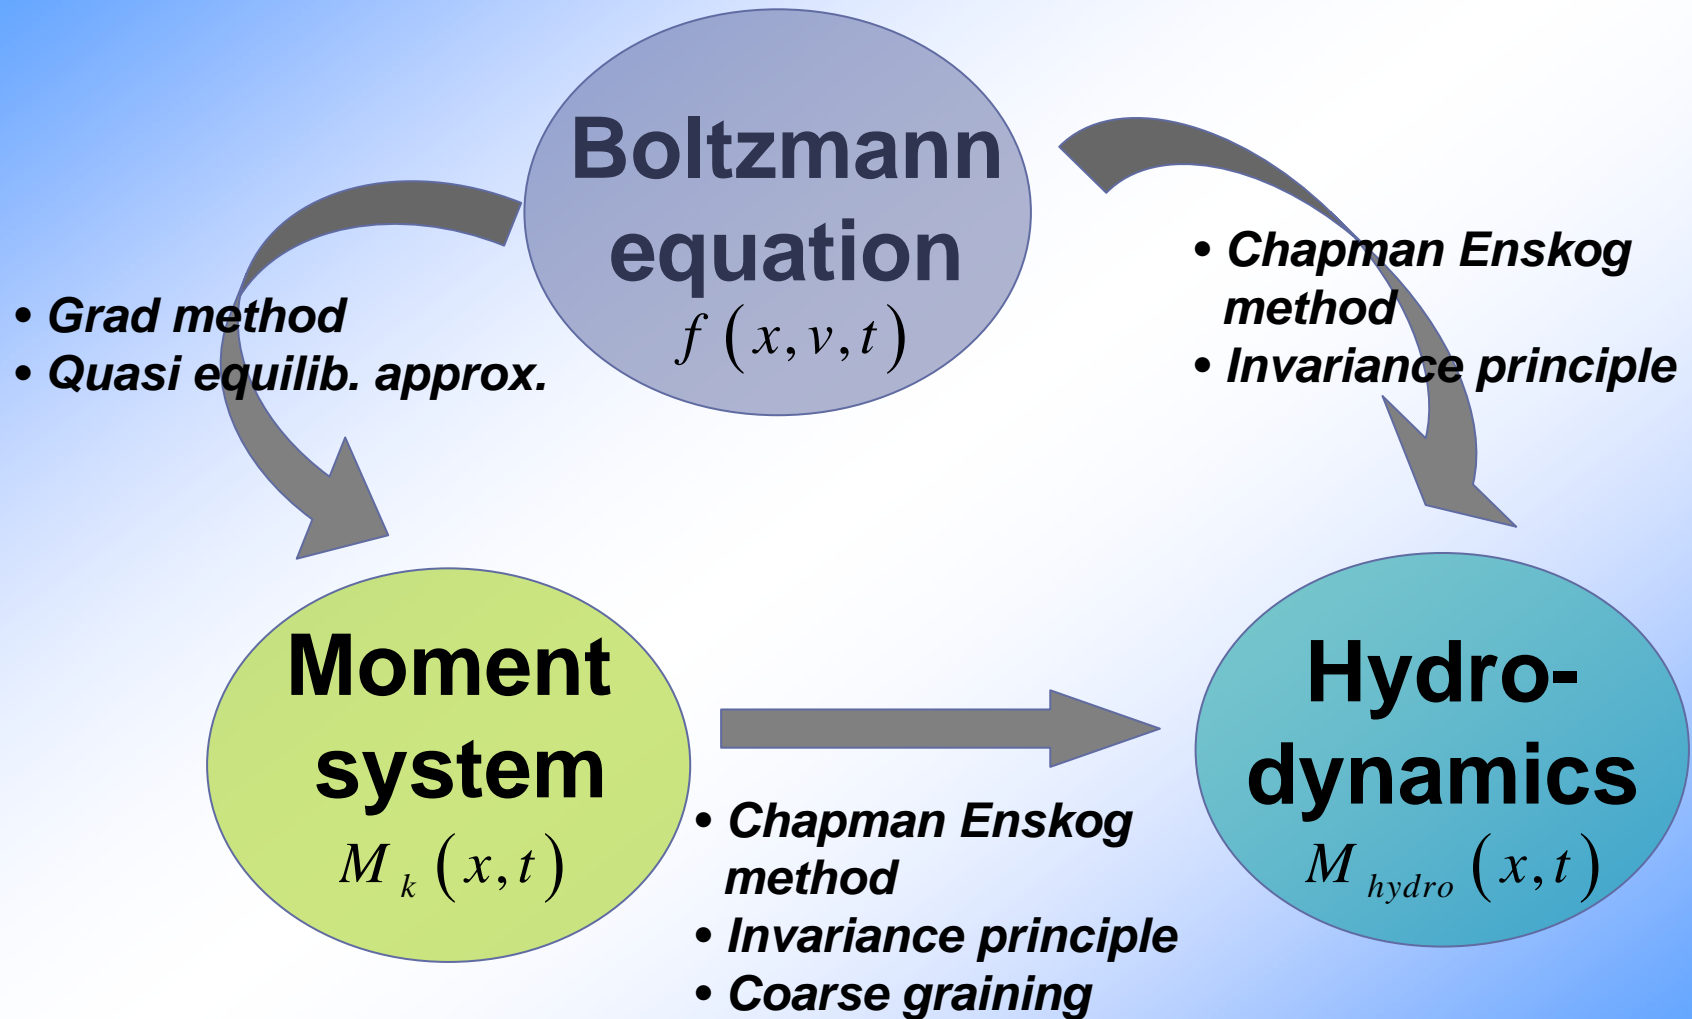 Boltzmann
equation
f (x, v, t)
• Grad method
• Quasi equilib. approx.
• Chapman Enskog
method
• Invariance principle
Moment
system
M_k (x, t)
• Chapman Enskog
method
• Invariance principle
• Coarse graining
Hydro-
dynamics
M_hydro (x, t)